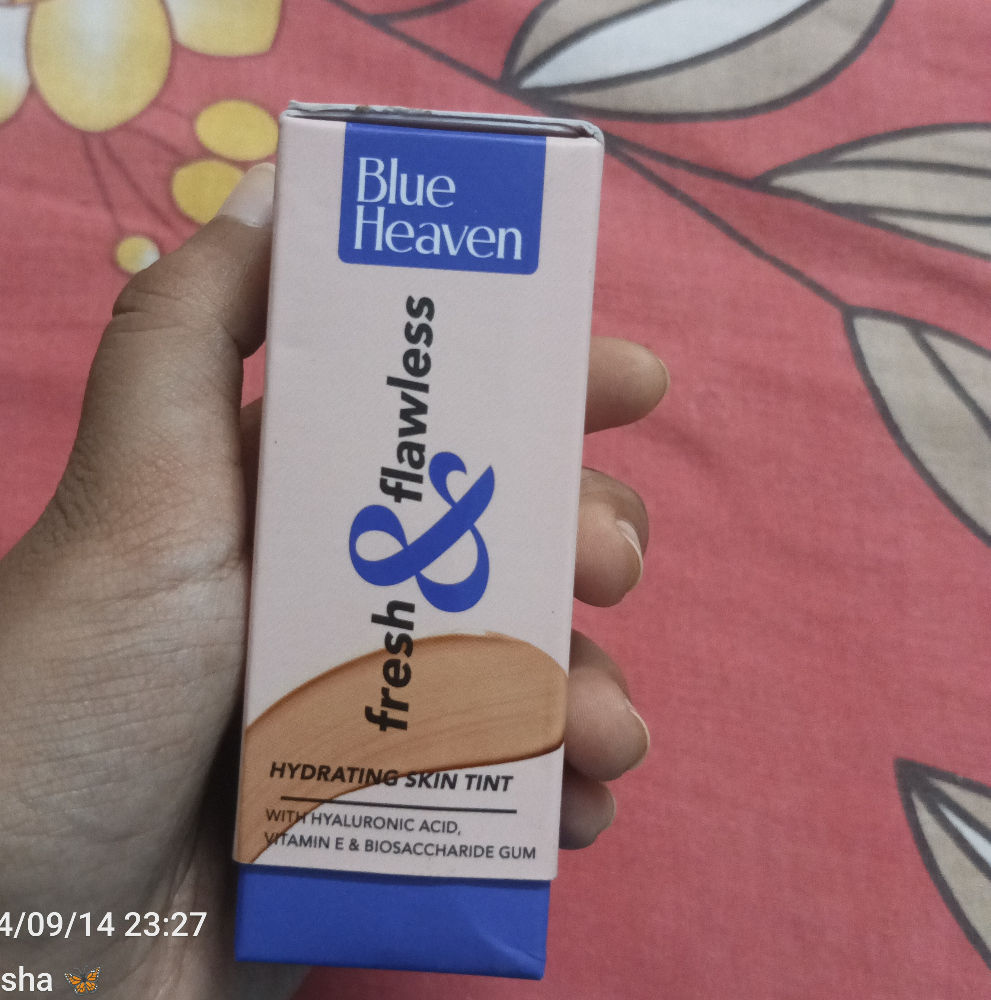 Blue
Heaven
fresh & flawless
HYDRATING SKIN TINT
WITH HYALURONIC ACID,
VITAMIN E & BIOSACCHARIDE GUM
4/09/14 23:27
sha 🦋